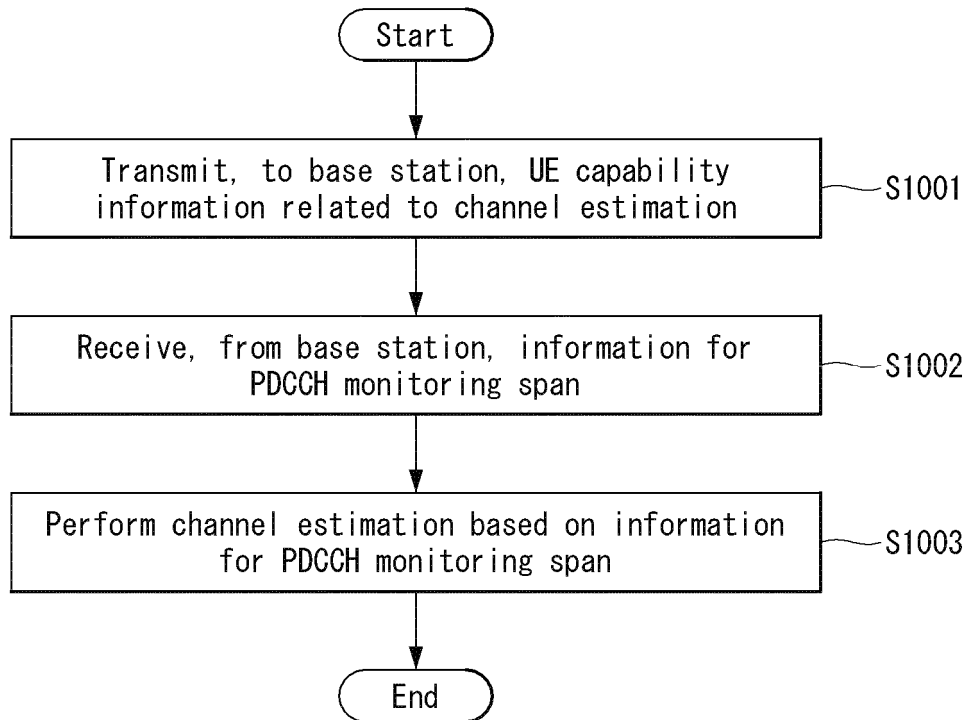 Start
Transmit, to base station, UE capability
information related to channel estimation
S1001
Receive, from base station, information for
PDCCH monitoring span
S1002
Perform channel estimation based on information
for PDCCH monitoring span
S1003
End